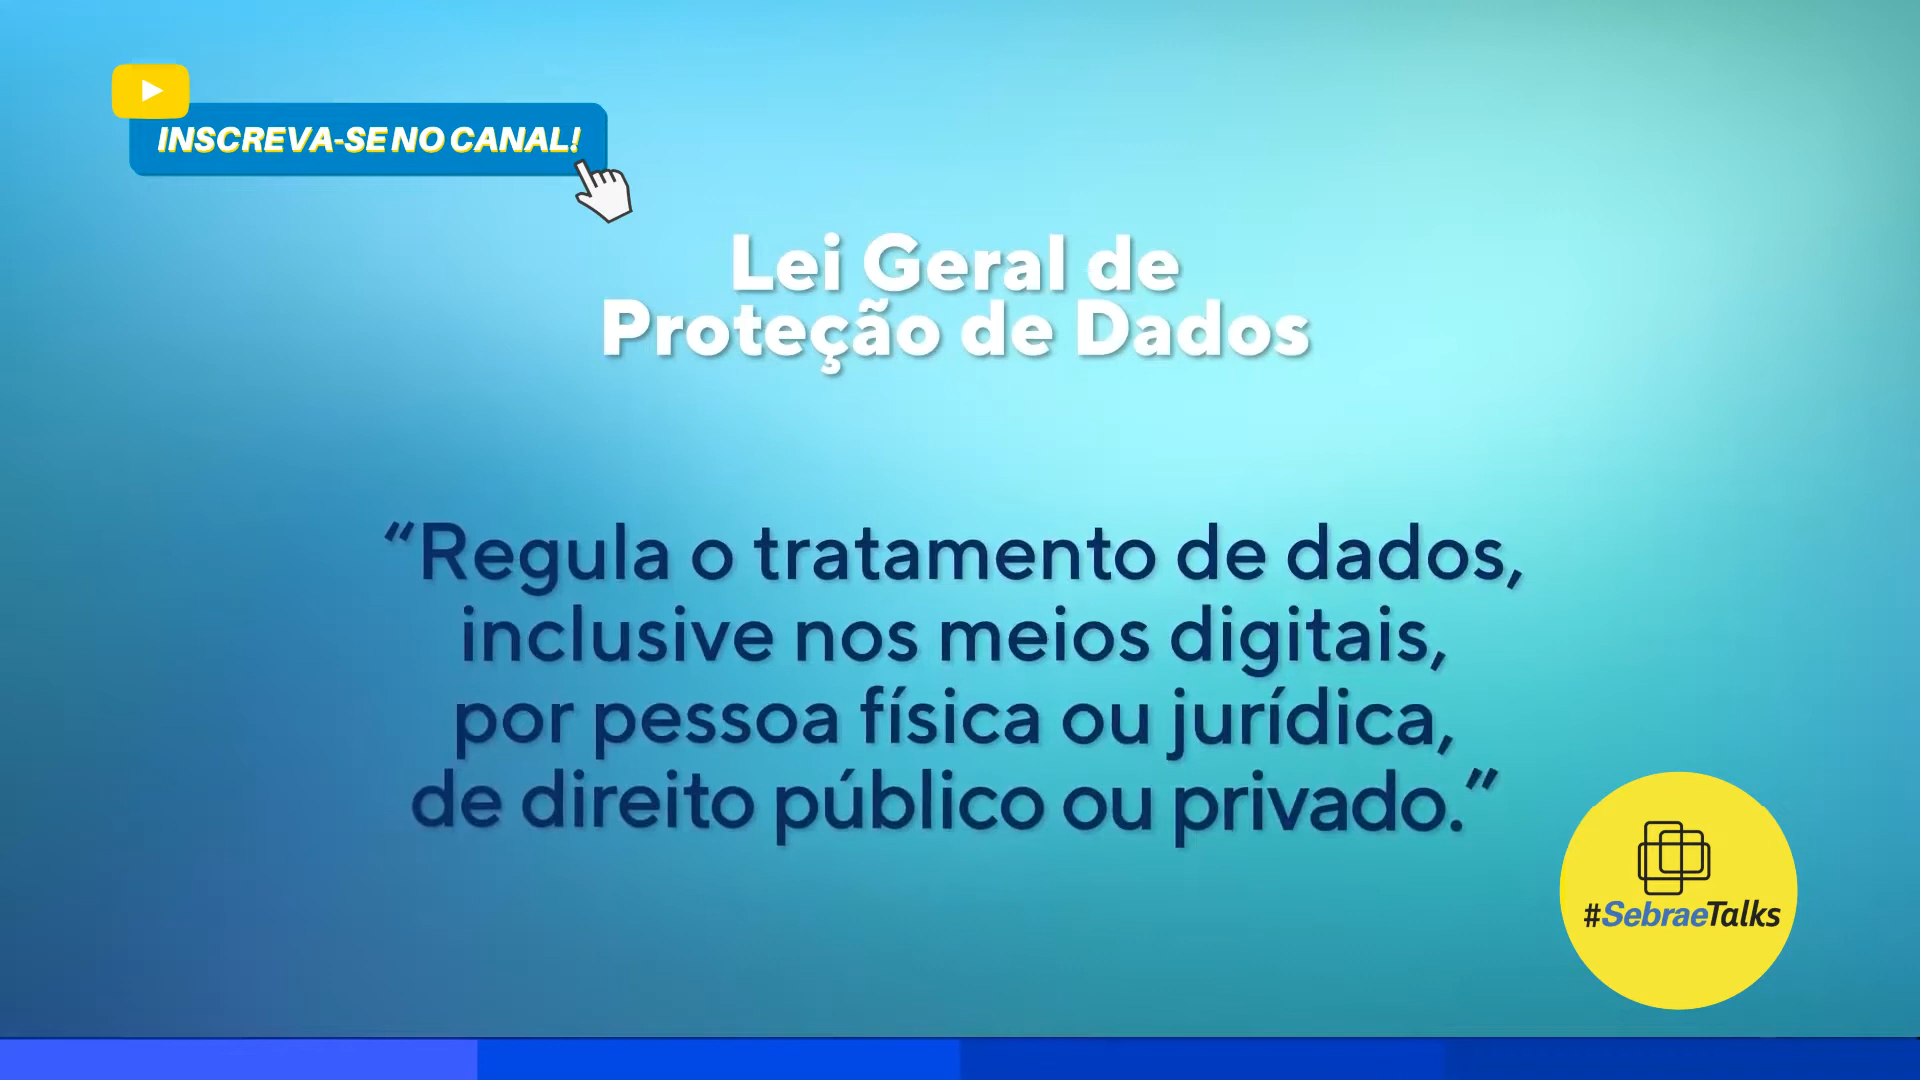 INSCREVA-SE NO CANAL!
Lei Geral de
Proteção de Dados
“Regula o tratamento de dados,
inclusive nos meios digitais,
por pessoa física ou jurídica,
de direito público ou privado.”
#SebraeTalks